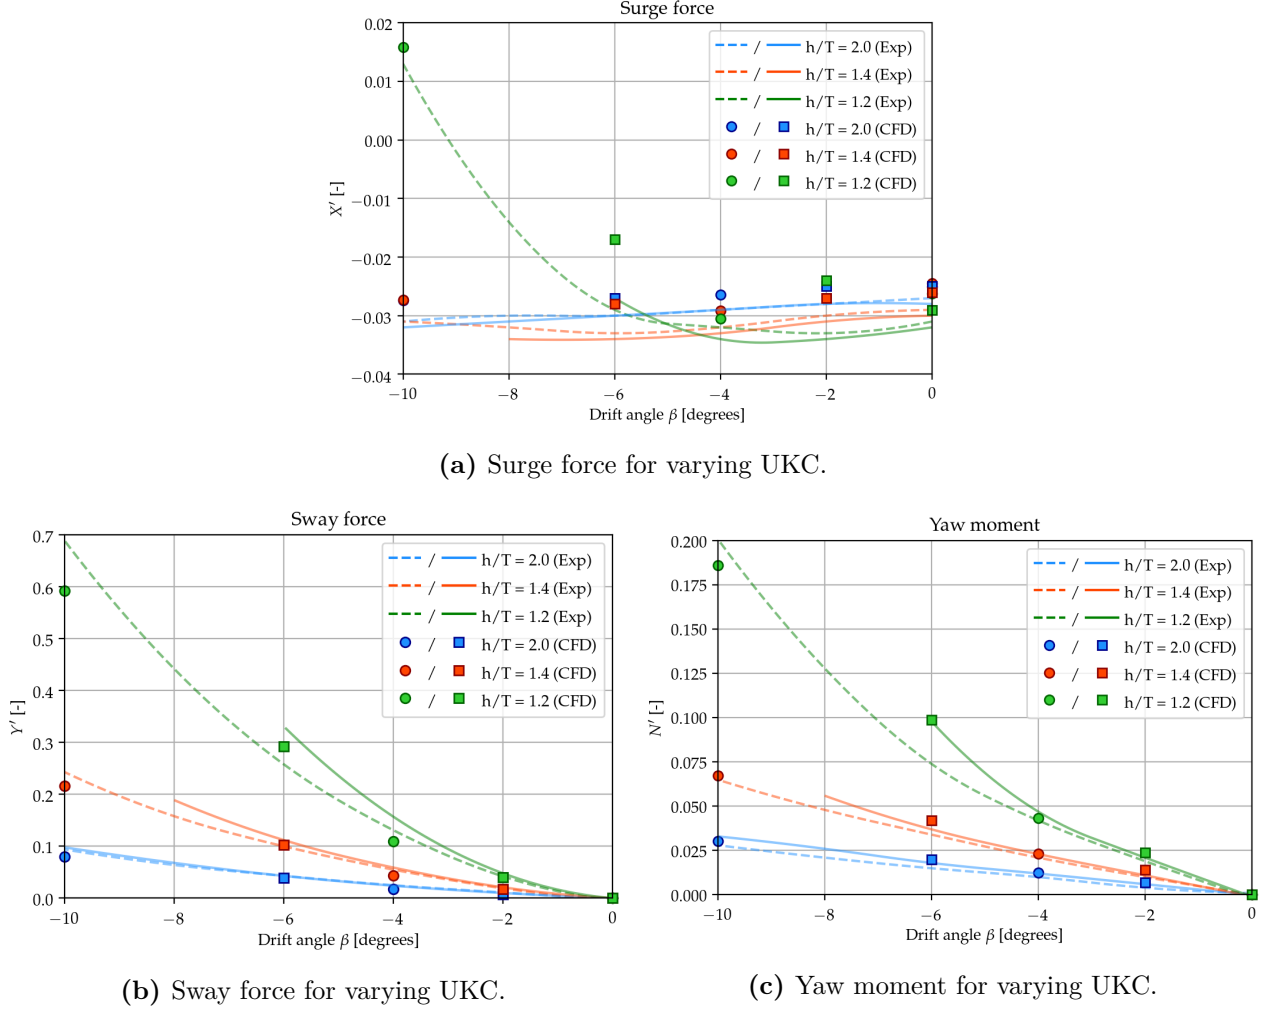 Surge force
0.02
0.01
0.00
−0.01
−0.02
−0.03
−0.04
X′ [-]
/ h/T = 2.0 (Exp)
/ h/T = 1.4 (Exp)
/ h/T = 1.2 (Exp)
/ h/T = 2.0 (CFD)
/ h/T = 1.4 (CFD)
/ h/T = 1.2 (CFD)
−10 −8 −6 −4 −2 0
Drift angle β [degrees]
(a) Surge force for varying UKC.
Sway force
0.7
0.6
0.5
0.4
0.3
0.2
0.1
0.0
Y′ [-]
/ h/T = 2.0 (Exp)
/ h/T = 1.4 (Exp)
/ h/T = 1.2 (Exp)
/ h/T = 2.0 (CFD)
/ h/T = 1.4 (CFD)
/ h/T = 1.2 (CFD)
−10 −8 −6 −4 −2 0
Drift angle β [degrees]
(b) Sway force for varying UKC.
Yaw moment
0.200
0.175
0.150
0.125
0.100
0.075
0.050
0.025
0.000
N′ [-]
/ h/T = 2.0 (Exp)
/ h/T = 1.4 (Exp)
/ h/T = 1.2 (Exp)
/ h/T = 2.0 (CFD)
/ h/T = 1.4 (CFD)
/ h/T = 1.2 (CFD)
−10 −8 −6 −4 −2 0
Drift angle β [degrees]
(c) Yaw moment for varying UKC.